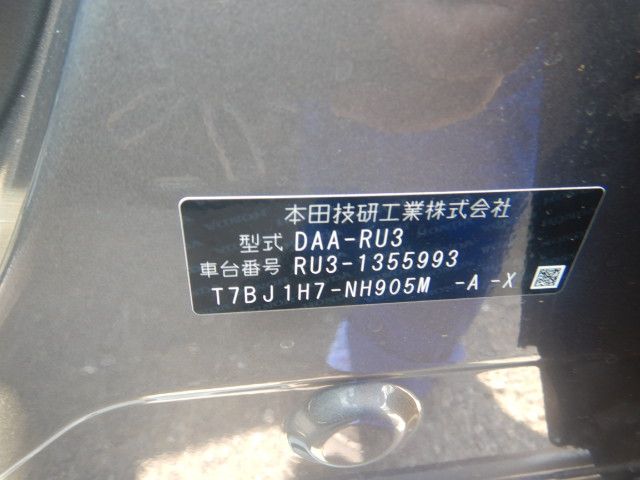 本田技研工業株式会社
型式 DAA-RU3
車台番号 RU3-1355993
T7BJ1H7-NH905M -A -X